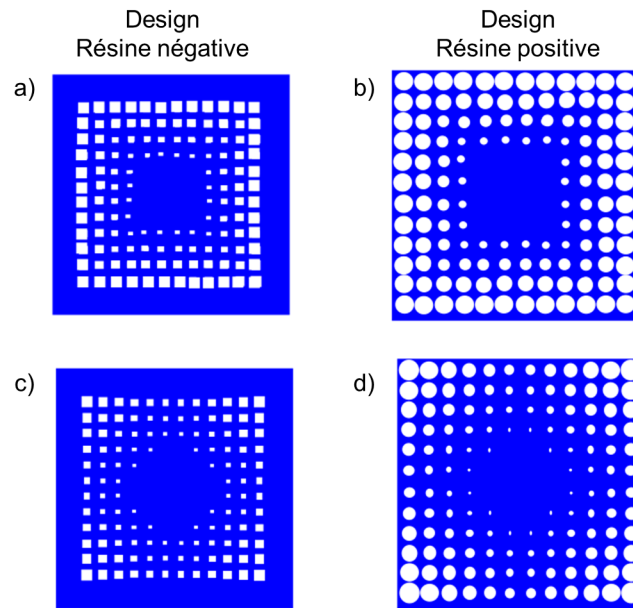 Design
Résine négative
Design
Résine positive
a)
b)
c)
d)